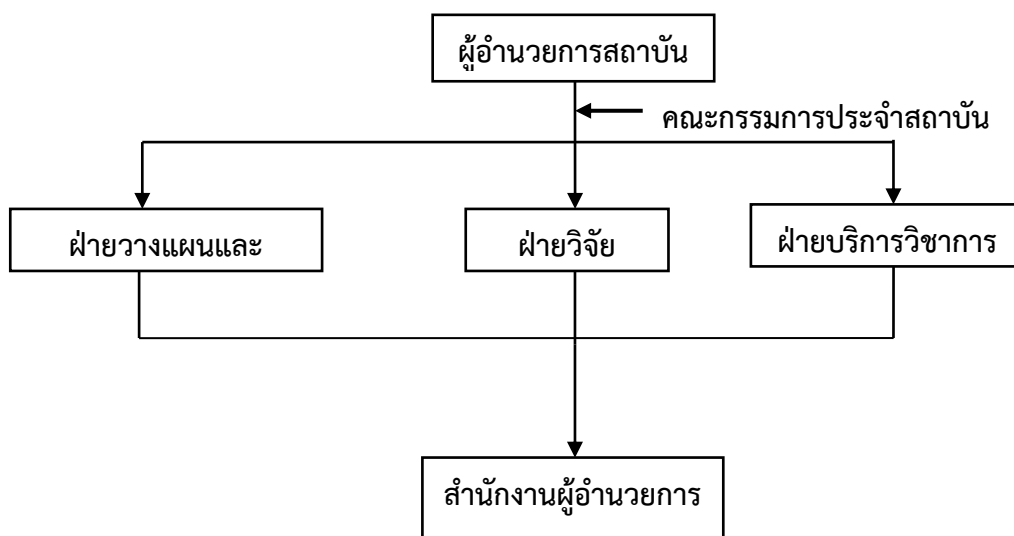 ผู้อำนวยการสถาบัน
คณะกรรมการประจำสถาบัน
ฝ่ายวางแผนและ
ฝ่ายวิจัย
ฝ่ายบริการวิชาการ
สำนักงานผู้อำนวยการ